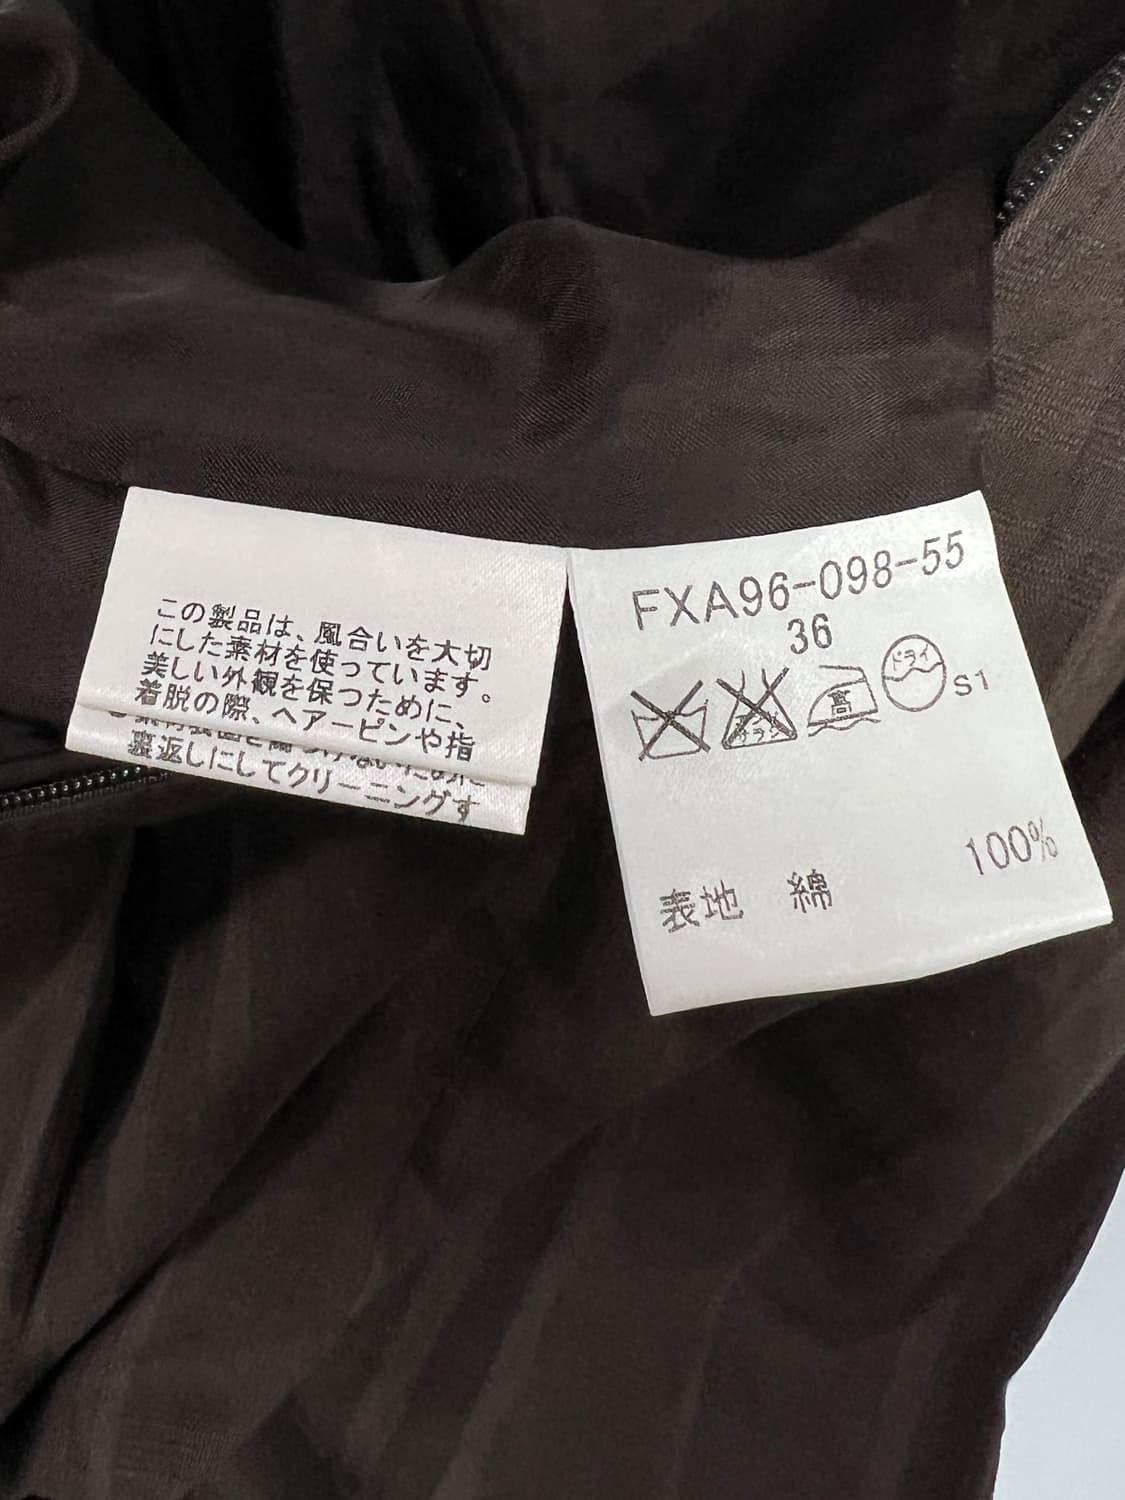 この製品は、風合いを大切
にした素材を使っています。
美しい外観を保つために、
着脱の際、ヘアーピンや指
裏返しにしてクリーニングす
FXA96-098-55
36
ドライ
高
S1
表地 綿 100%